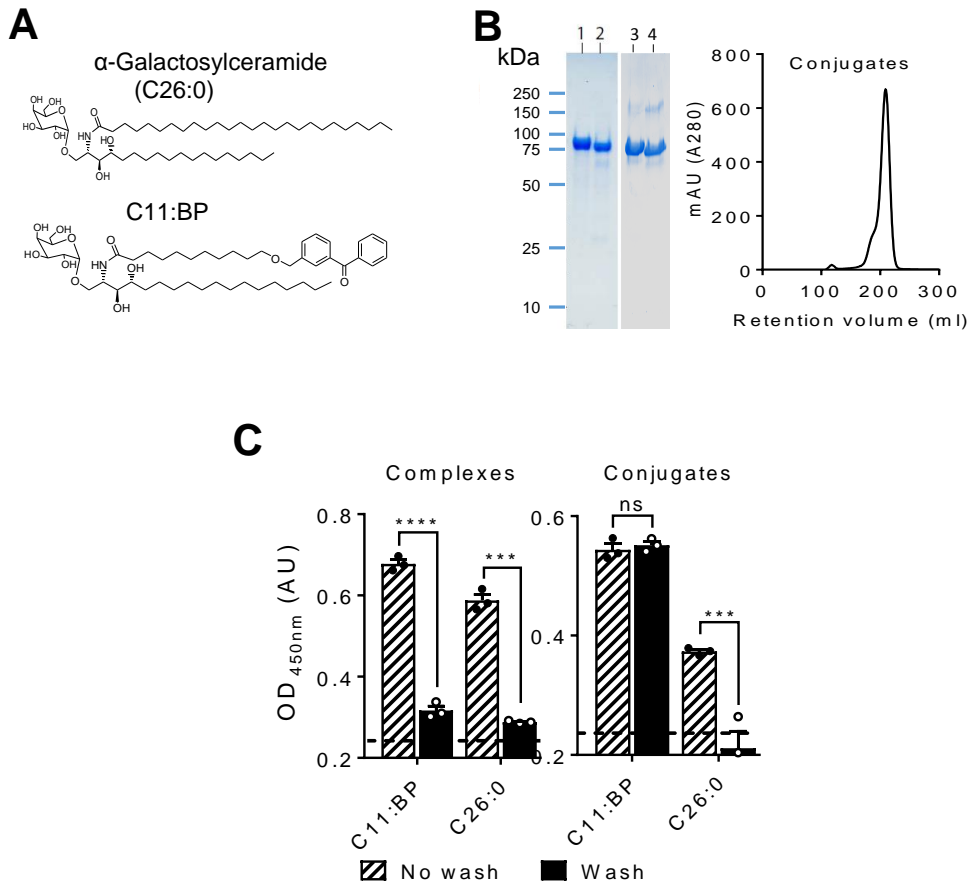 A
α-Galactosylceramide
(C26:0)
OH
OH
O
HO
HO
O
O
HN
HO
OH
C11:BP
OH
OH
O
HO
HO
O
O
HN
OH
OH
O
O
B
kDa
1 2 3 4
250
150
100
75
50
25
10
Conjugates
mAU (A280)
800
600
400
200
0
0 100 200 300
Retention volume (ml)
C
Complexes
OD450nm (AU)
0.8
0.6
0.4
0.2
****
***
C11:BP
C26:0
Conjugates
0.6
0.4
0.2
ns
***
C11:BP
C26:0
No wash
Wash